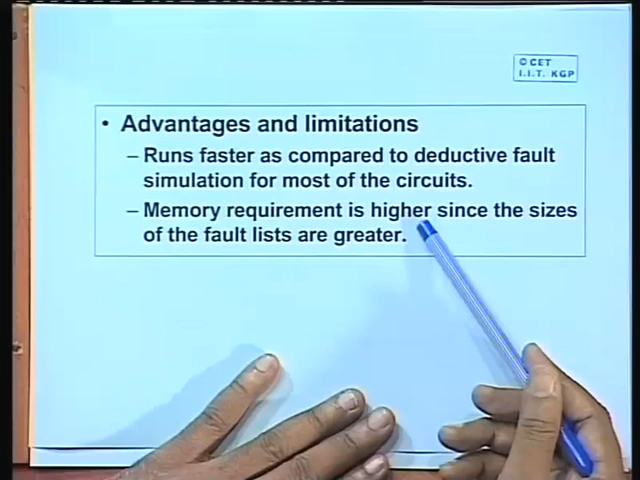 © CET
I.I.T. KGP
• Advantages and limitations
– Runs faster as compared to deductive fault
simulation for most of the circuits.
– Memory requirement is higher since the sizes
of the fault lists are greater.